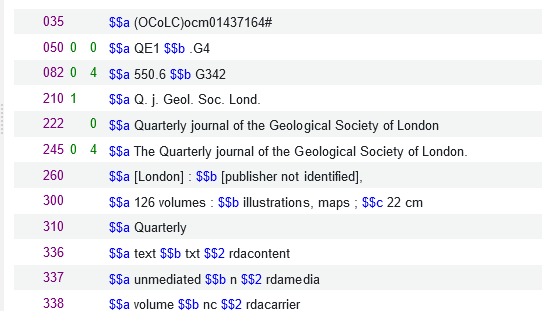 035 $$a (OCoLC)ocm01437164#
050 0 0 $$a QE1 $$b .G4
082 0 4 $$a 550.6 $$b G342
210 1 $$a Q. j. Geol. Soc. Lond.
222 0 $$a Quarterly journal of the Geological Society of London
245 0 4 $$a The Quarterly journal of the Geological Society of London.
260 $$a [London] : $$b [publisher not identified],
300 $$a 126 volumes : $$b illustrations, maps ; $$c 22 cm
310 $$a Quarterly
336 $$a text $$b txt $$2 rdacontent
337 $$a unmediated $$b n $$2 rdamedia
338 $$a volume $$b nc $$2 rdacarrier